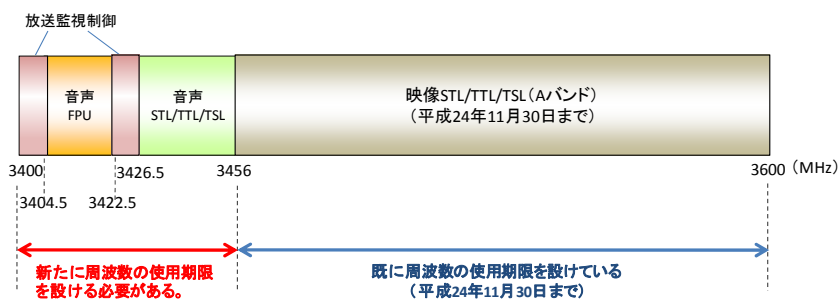 放送監視制御
音声
FPU
音声
STL/TTL/TSL
映像STL/TTL/TSL(Aバンド)
(平成24年11月30日まで)
3400
3426.5
3456
3600 (MHz)
3404.5
3422.5
新たに周波数の使用期限
を設ける必要がある。
既に周波数の使用期限を設けている
(平成24年11月30日まで)